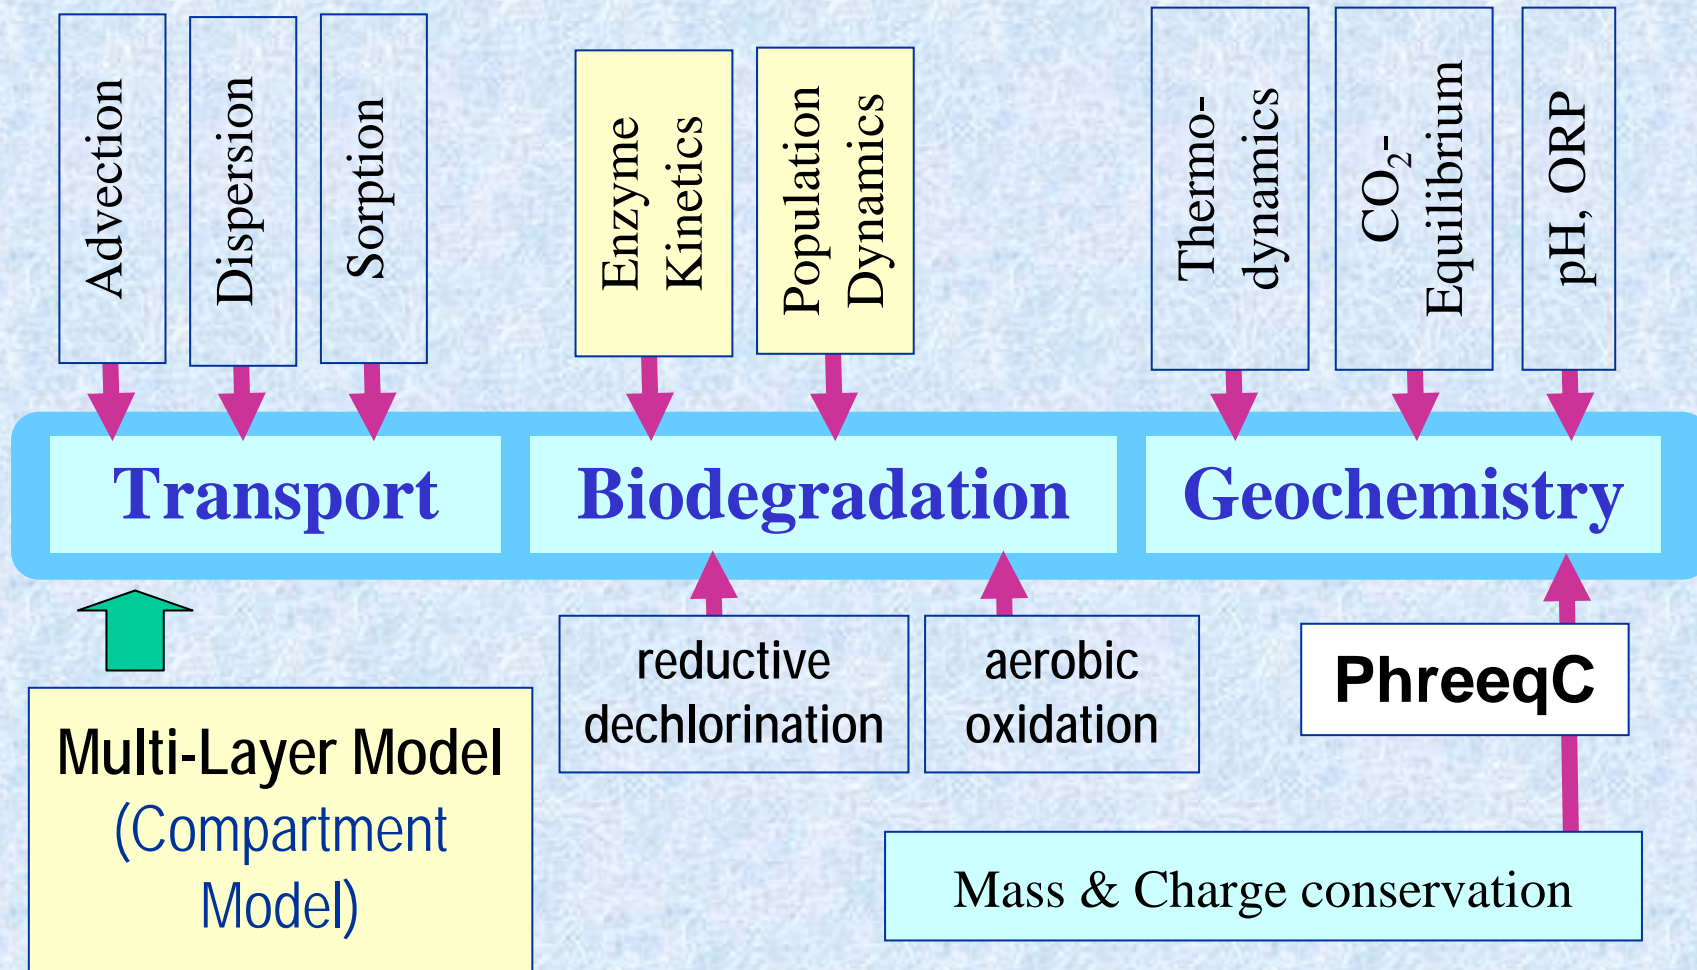 Advection
Dispersion
Sorption
Enzyme
Kinetics
Population
Dynamics
Thermo-
dynamics
CO₂-
Equilibrium
pH, ORP
Transport
Biodegradation
Geochemistry
reductive
dechlorination
aerobic
oxidation
PhreeqC
Multi-Layer Model
(Compartment
Model)
Mass & Charge conservation